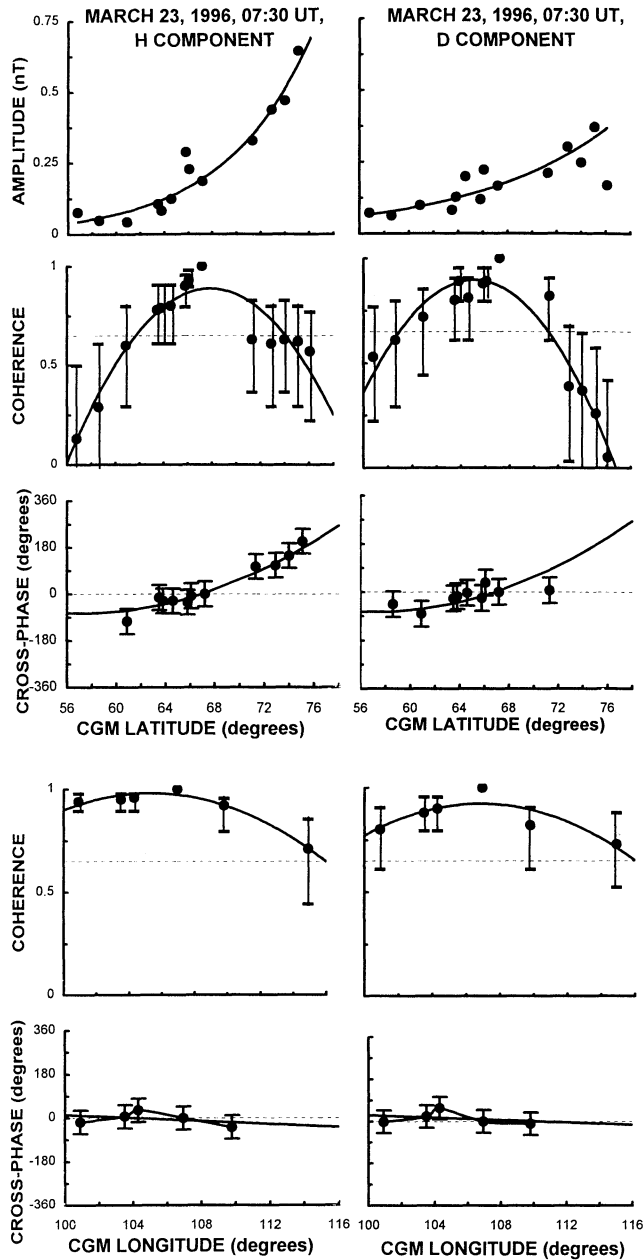 MARCH 23, 1996, 07:30 UT,
H COMPONENT
MARCH 23, 1996, 07:30 UT,
D COMPONENT
AMPLITUDE (nT)
0.75
0.5
0.25
0
COHERENCE
1
0.5
0
CROSS-PHASE (degrees)
360
180
0
-180
-360
56 60 64 68 72 76
56 60 64 68 72 76
CGM LATITUDE (degrees)
CGM LATITUDE (degrees)
COHERENCE
1
0.5
0
CROSS-PHASE (degrees)
360
180
0
-180
-360
100 104 108 112 116
100 104 108 112 116
CGM LONGITUDE (degrees)
CGM LONGITUDE (degrees)